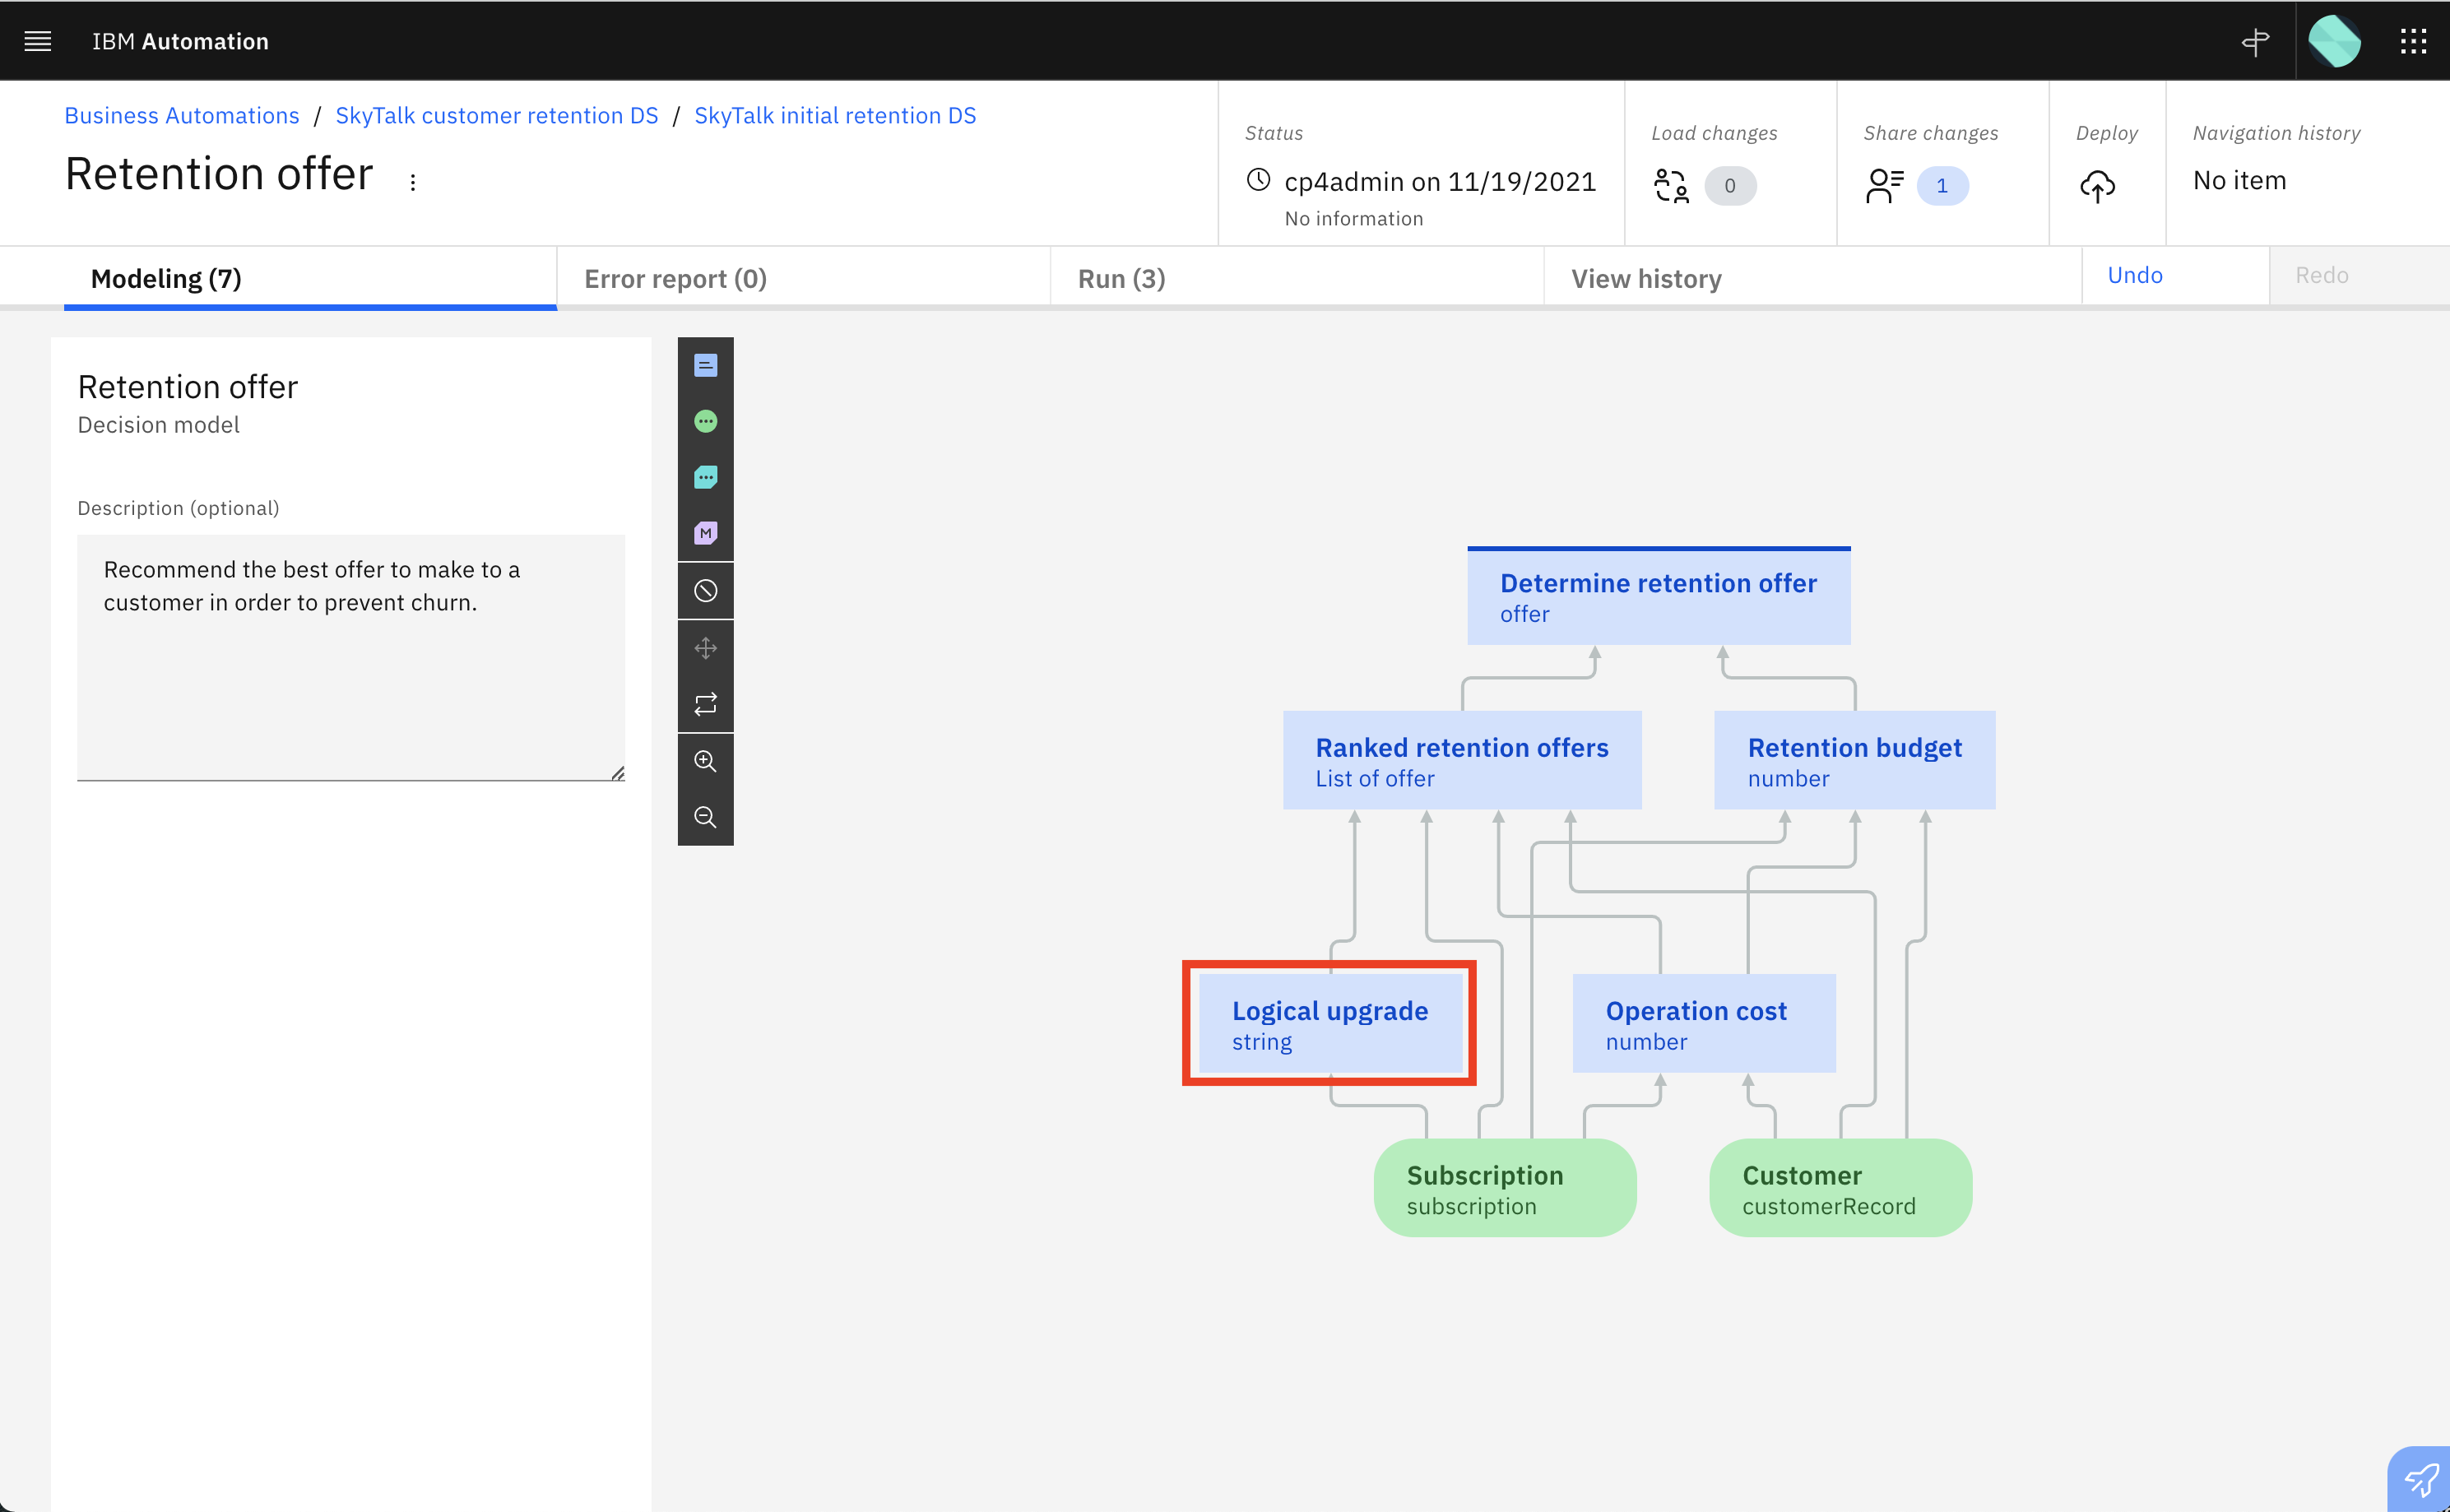 IBM Automation
Business Automations / SkyTalk customer retention DS / SkyTalk initial retention DS
Retention offer
Status
cp4admin on 11/19/2021
No information
Load changes
0
Share changes
1
Deploy
Navigation history
No item
Modeling (7)
Error report (0)
Run (3)
View history
Undo
Redo
Retention offer
Decision model
Description (optional)
Recommend the best offer to make to a
customer in order to prevent churn.
M
Determine retention offer
offer
Ranked retention offers
List of offer
Retention budget
number
Logical upgrade
string
Operation cost
number
Subscription
subscription
Customer
customerRecord